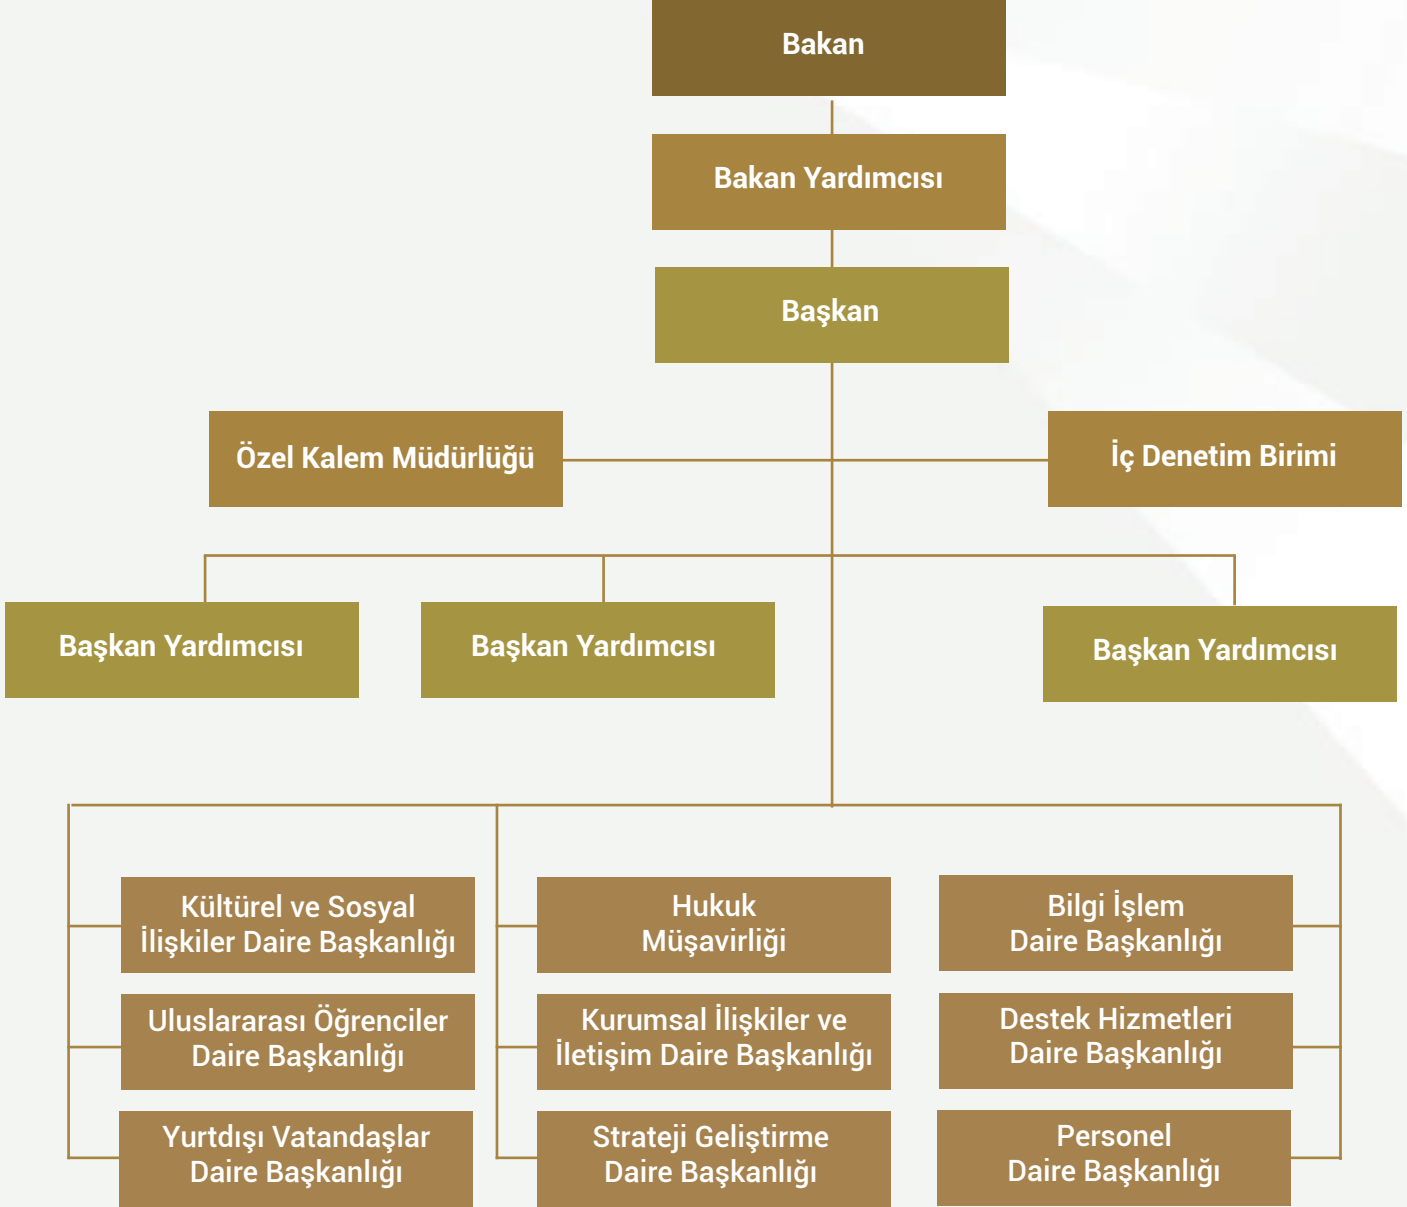 Bakan
Bakan Yardımcısı
Başkan
Özel Kalem Müdürlüğü
İç Denetim Birimi
Başkan Yardımcısı
Başkan Yardımcısı
Başkan Yardımcısı
Kültürel ve Sosyal
İlişkiler Daire Başkanlığı
Hukuk
Müşavirliği
Bilgi İşlem
Daire Başkanlığı
Uluslararası Öğrenciler
Daire Başkanlığı
Kurumsal İlişkiler ve
İletişim Daire Başkanlığı
Destek Hizmetleri
Daire Başkanlığı
Yurtdışı Vatandaşlar
Daire Başkanlığı
Strateji Geliştirme
Daire Başkanlığı
Personel
Daire Başkanlığı